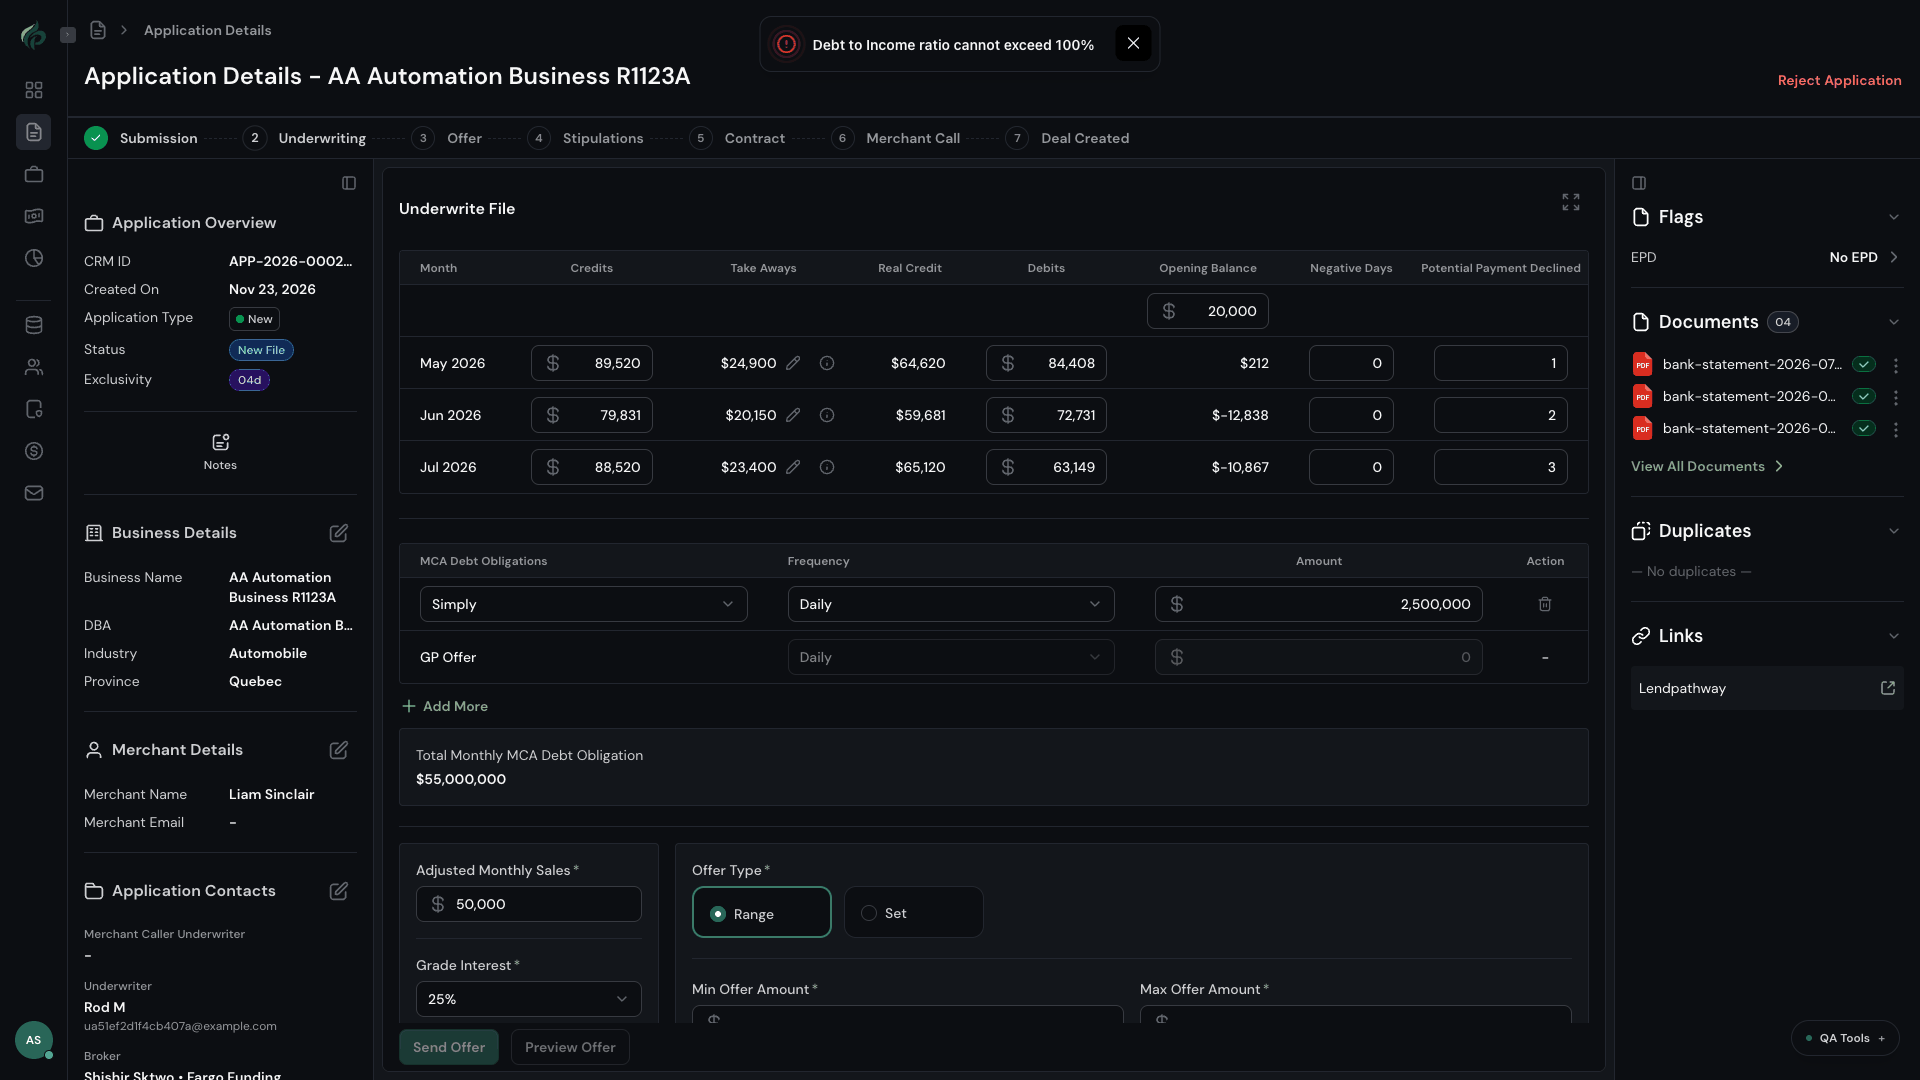 Application Details
Debt to Income ratio cannot exceed 100%
Application Details – AA Automation Business R1123A
Reject Application
Submission
2 Underwriting
3 Offer
4 Stipulations
5 Contract
6 Merchant Call
7 Deal Created
Application Overview
CRM ID APP-2026-0002...
Created On Nov 23, 2026
Application Type New
Status New File
Exclusivity 04d
Notes
Business Details
Business Name AA Automation
Business R1123A
DBA AA Automation B...
Industry Automobile
Province Quebec
Merchant Details
Merchant Name Liam Sinclair
Merchant Email -
Application Contacts
Merchant Caller Underwriter
-
Underwriter
Rod M
ua51ef2d1f4cb407a@example.com
Broker
Shishir Sktwo • Fargo Funding
AS
Underwrite File
Month Credits Take Aways Real Credit Debits Opening Balance Negative Days Potential Payment Declined
$ 20,000
May 2026 $ 89,520 $24,900 $64,620 $ 84,408 $212 0 1
Jun 2026 $ 79,831 $20,150 $59,681 $ 72,731 $-12,838 0 2
Jul 2026 $ 88,520 $23,400 $65,120 $ 63,149 $-10,867 0 3
MCA Debt Obligations Frequency Amount Action
Simply Daily $ 2,500,000
GP Offer Daily $ 0 -
+ Add More
Total Monthly MCA Debt Obligation
$55,000,000
Adjusted Monthly Sales *
$ 50,000
Grade Interest *
25%
Offer Type *
Range
Set
Min Offer Amount *
$
Max Offer Amount *
$
Send Offer
Preview Offer
Flags
EPD No EPD
Documents 04
PDF bank-statement-2026-07...
PDF bank-statement-2026-0...
PDF bank-statement-2026-0...
View All Documents
Duplicates
— No duplicates —
Links
Lendpathway
QA Tools +